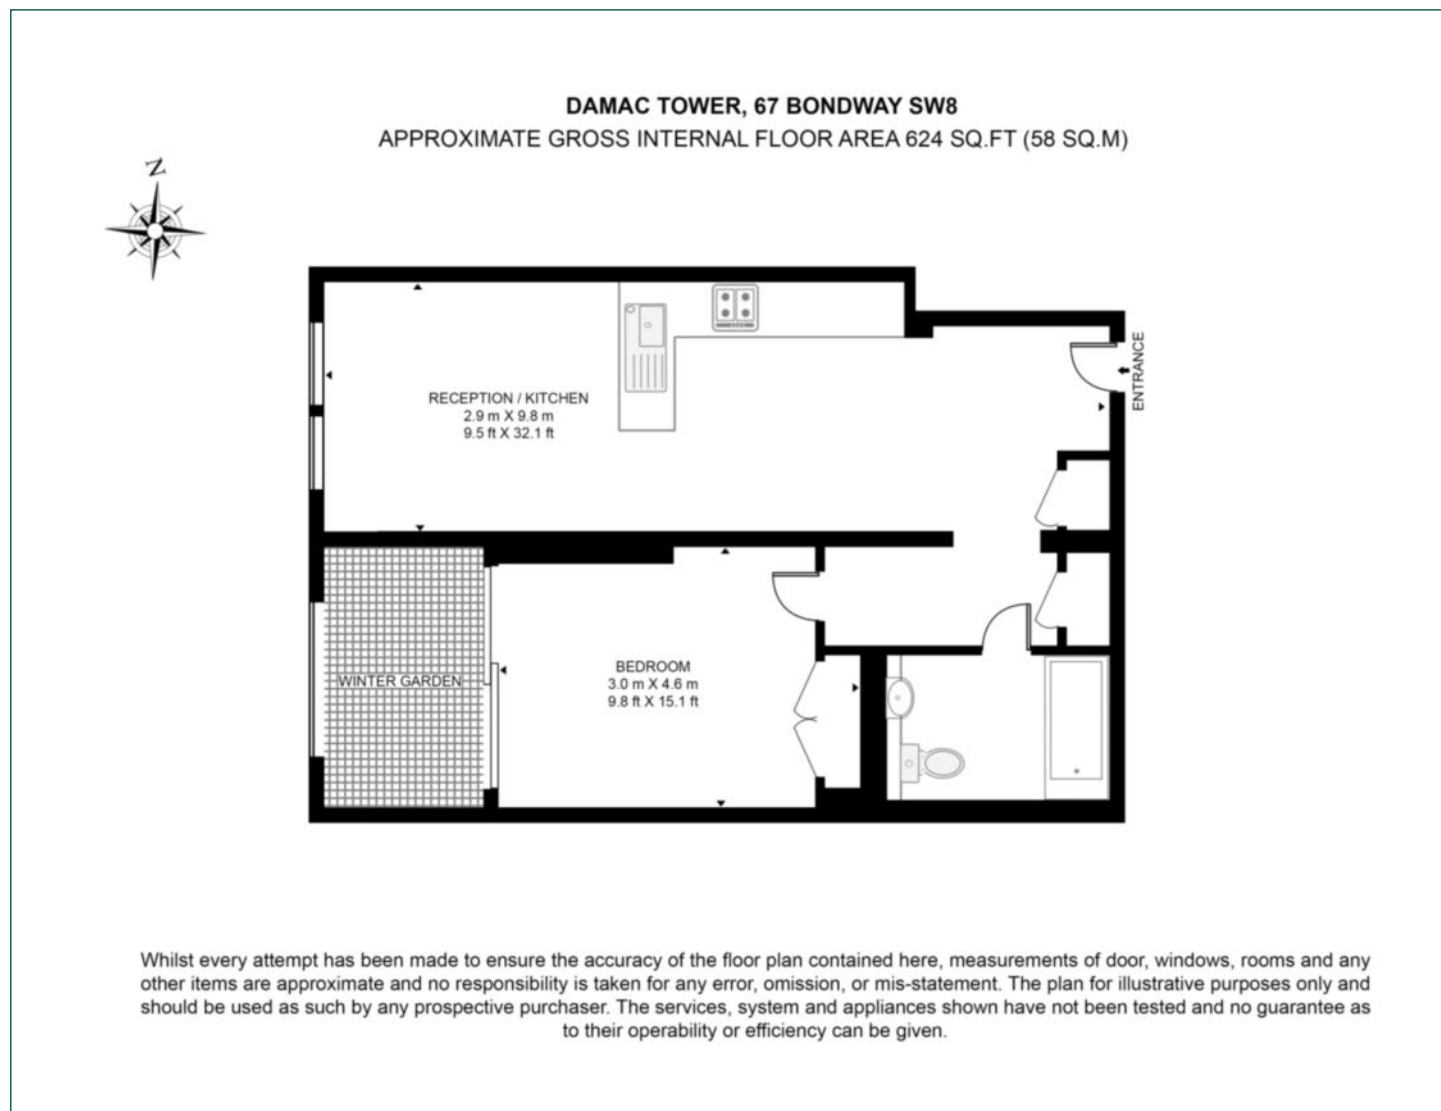 DAMAC TOWER, 67 BONDWAY SW8
APPROXIMATE GROSS INTERNAL FLOOR AREA 624 SQ.FT (58 SQ.M)
N
ENTRANCE
RECEPTION / KITCHEN
2.9 m X 9.8 m
9.5 ft X 32.1 ft
WINTER GARDEN
BEDROOM
3.0 m X 4.6 m
9.8 ft X 15.1 ft
Whilst every attempt has been made to ensure the accuracy of the floor plan contained here, measurements of door, windows, rooms and any
other items are approximate and no responsibility is taken for any error, omission, or mis-statement. The plan for illustrative purposes only and
should be used as such by any prospective purchaser. The services, system and appliances shown have not been tested and no guarantee as
to their operability or efficiency can be given.